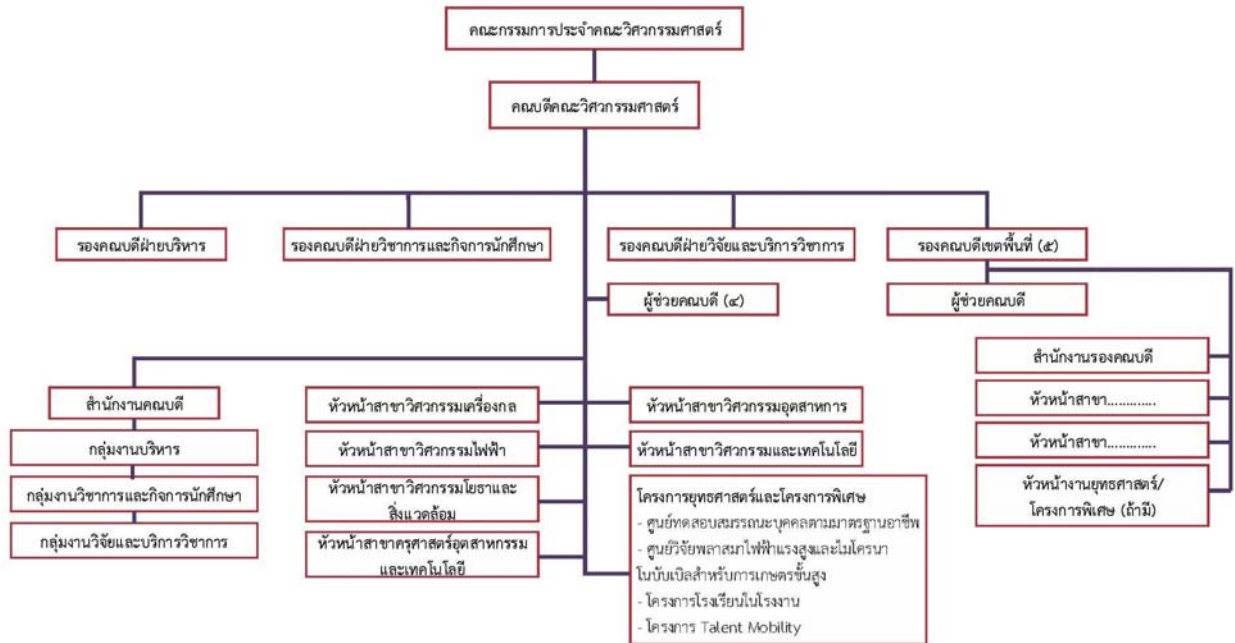 คณะกรรมการประจำคณะวิศวกรรมศาสตร์
คณบดีคณะวิศวกรรมศาสตร์
รองคณบดีฝ่ายบริหาร
รองคณบดีฝ่ายวิชาการและกิจการนักศึกษา
รองคณบดีฝ่ายวิจัยและบริการวิชาการ
รองคณบดีเขตพื้นที่ (๕)
ผู้ช่วยคณบดี (๔)
ผู้ช่วยคณบดี
สำนักงานคณบดี
กลุ่มงานบริหาร
กลุ่มงานวิชาการและกิจการนักศึกษา
กลุ่มงานวิจัยและบริการวิชาการ
หัวหน้าสาขาวิศวกรรมเครื่องกล
หัวหน้าสาขาวิศวกรรมไฟฟ้า
หัวหน้าสาขาวิศวกรรมโยธาและ
สิ่งแวดล้อม
หัวหน้าสาขาครุศาสตร์อุตสาหกรรม
และเทคโนโลยี
หัวหน้าสาขาวิศวกรรมอุตสาหการ
หัวหน้าสาขาวิศวกรรมและเทคโนโลยี
โครงการยุทธศาสตร์และโครงการพิเศษ
- ศูนย์ทดสอบสมรรถนะบุคคลตามมาตรฐานอาชีพ
- ศูนย์วิจัยพลาสมาไฟฟ้าแรงสูงและไมโครนา
โนบับเบิลสำหรับการเกษตรขั้นสูง
- โครงการโรงเรียนในโรงงาน
- โครงการ Talent Mobility
สำนักงานรองคณบดี
หัวหน้าสาขา.............
หัวหน้าสาขา.............
หัวหน้างานยุทธศาสตร์/
โครงการพิเศษ (ถ้ามี)